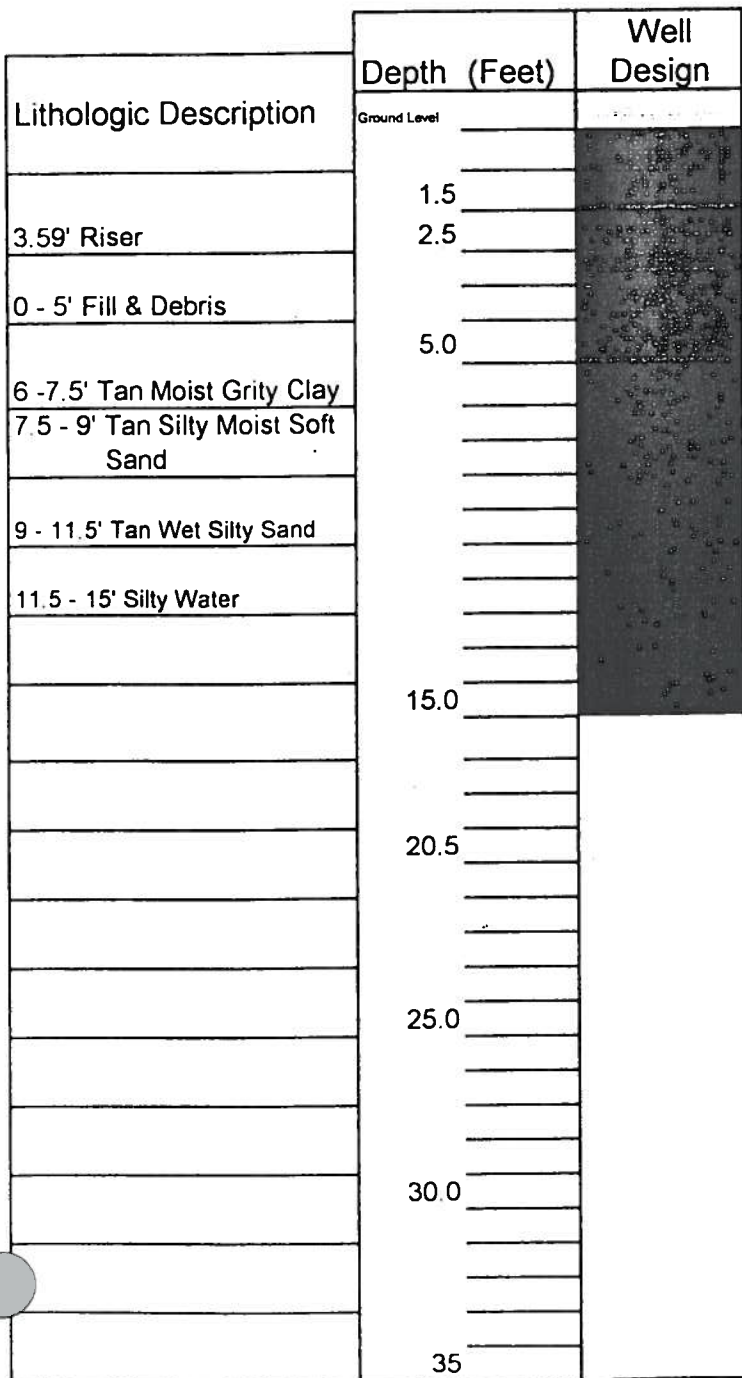 Well
Design
Depth (Feet)
Lithologic Description
Ground Level
1.5
3.59' Riser
2.5
0 - 5' Fill & Debris
5.0
6 -7.5' Tan Moist Grity Clay
7.5 - 9' Tan Silty Moist Soft
Sand
9 - 11.5' Tan Wet Silty Sand
11.5 - 15' Silty Water
15.0
20.5
25.0
30.0
35